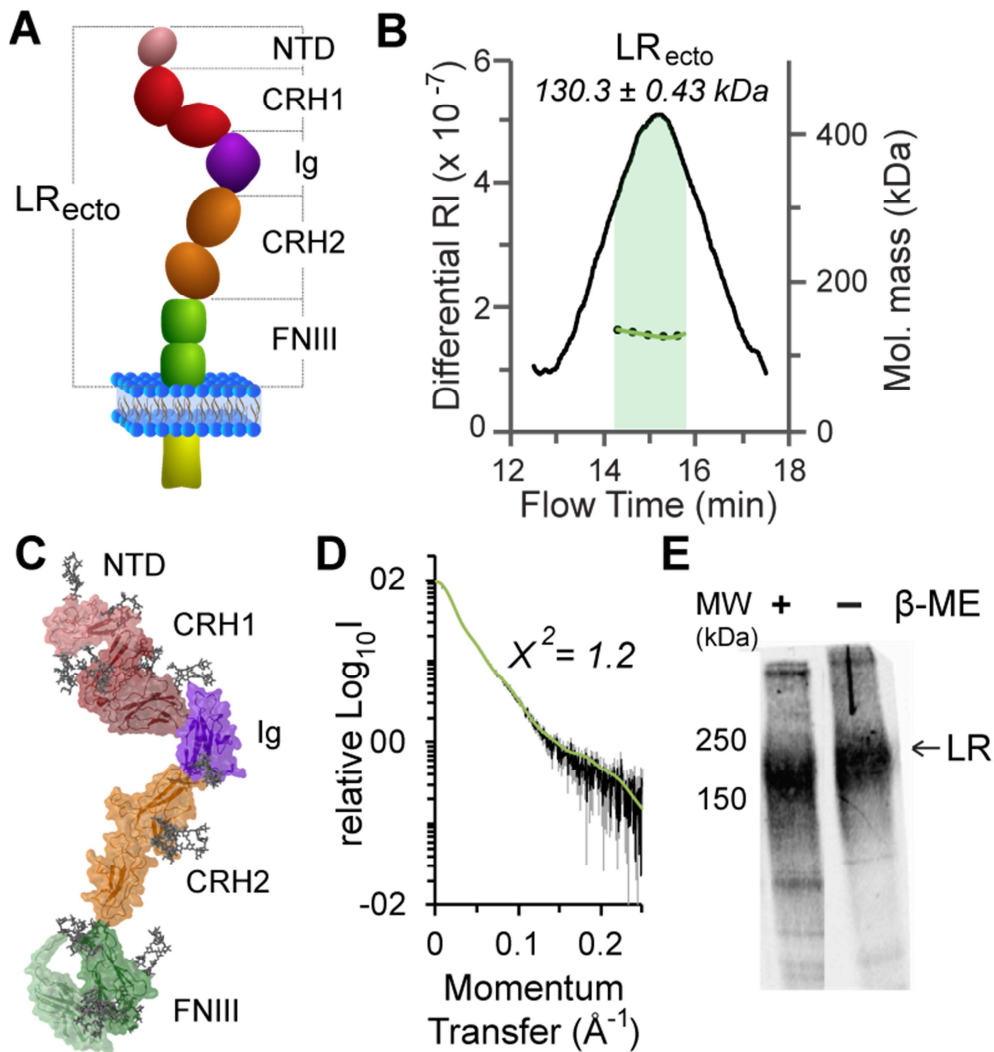 A
NTD
CRH1
Ig
LRecto
CRH2
FNIII
B
LRecto
130.3 ± 0.43 kDa
Differential RI (x 10-7)
6
4
2
0
Mol. mass (kDa)
400
200
0
12 14 16 18
Flow Time (min)
C
NTD
CRH1
Ig
CRH2
FNIII
D
relative Log10I
02
00
-02
X2 = 1.2
0 0.1 0.2
Momentum
Transfer (Å-1)
E
MW + − β-ME
(kDa)
250
←LR
150